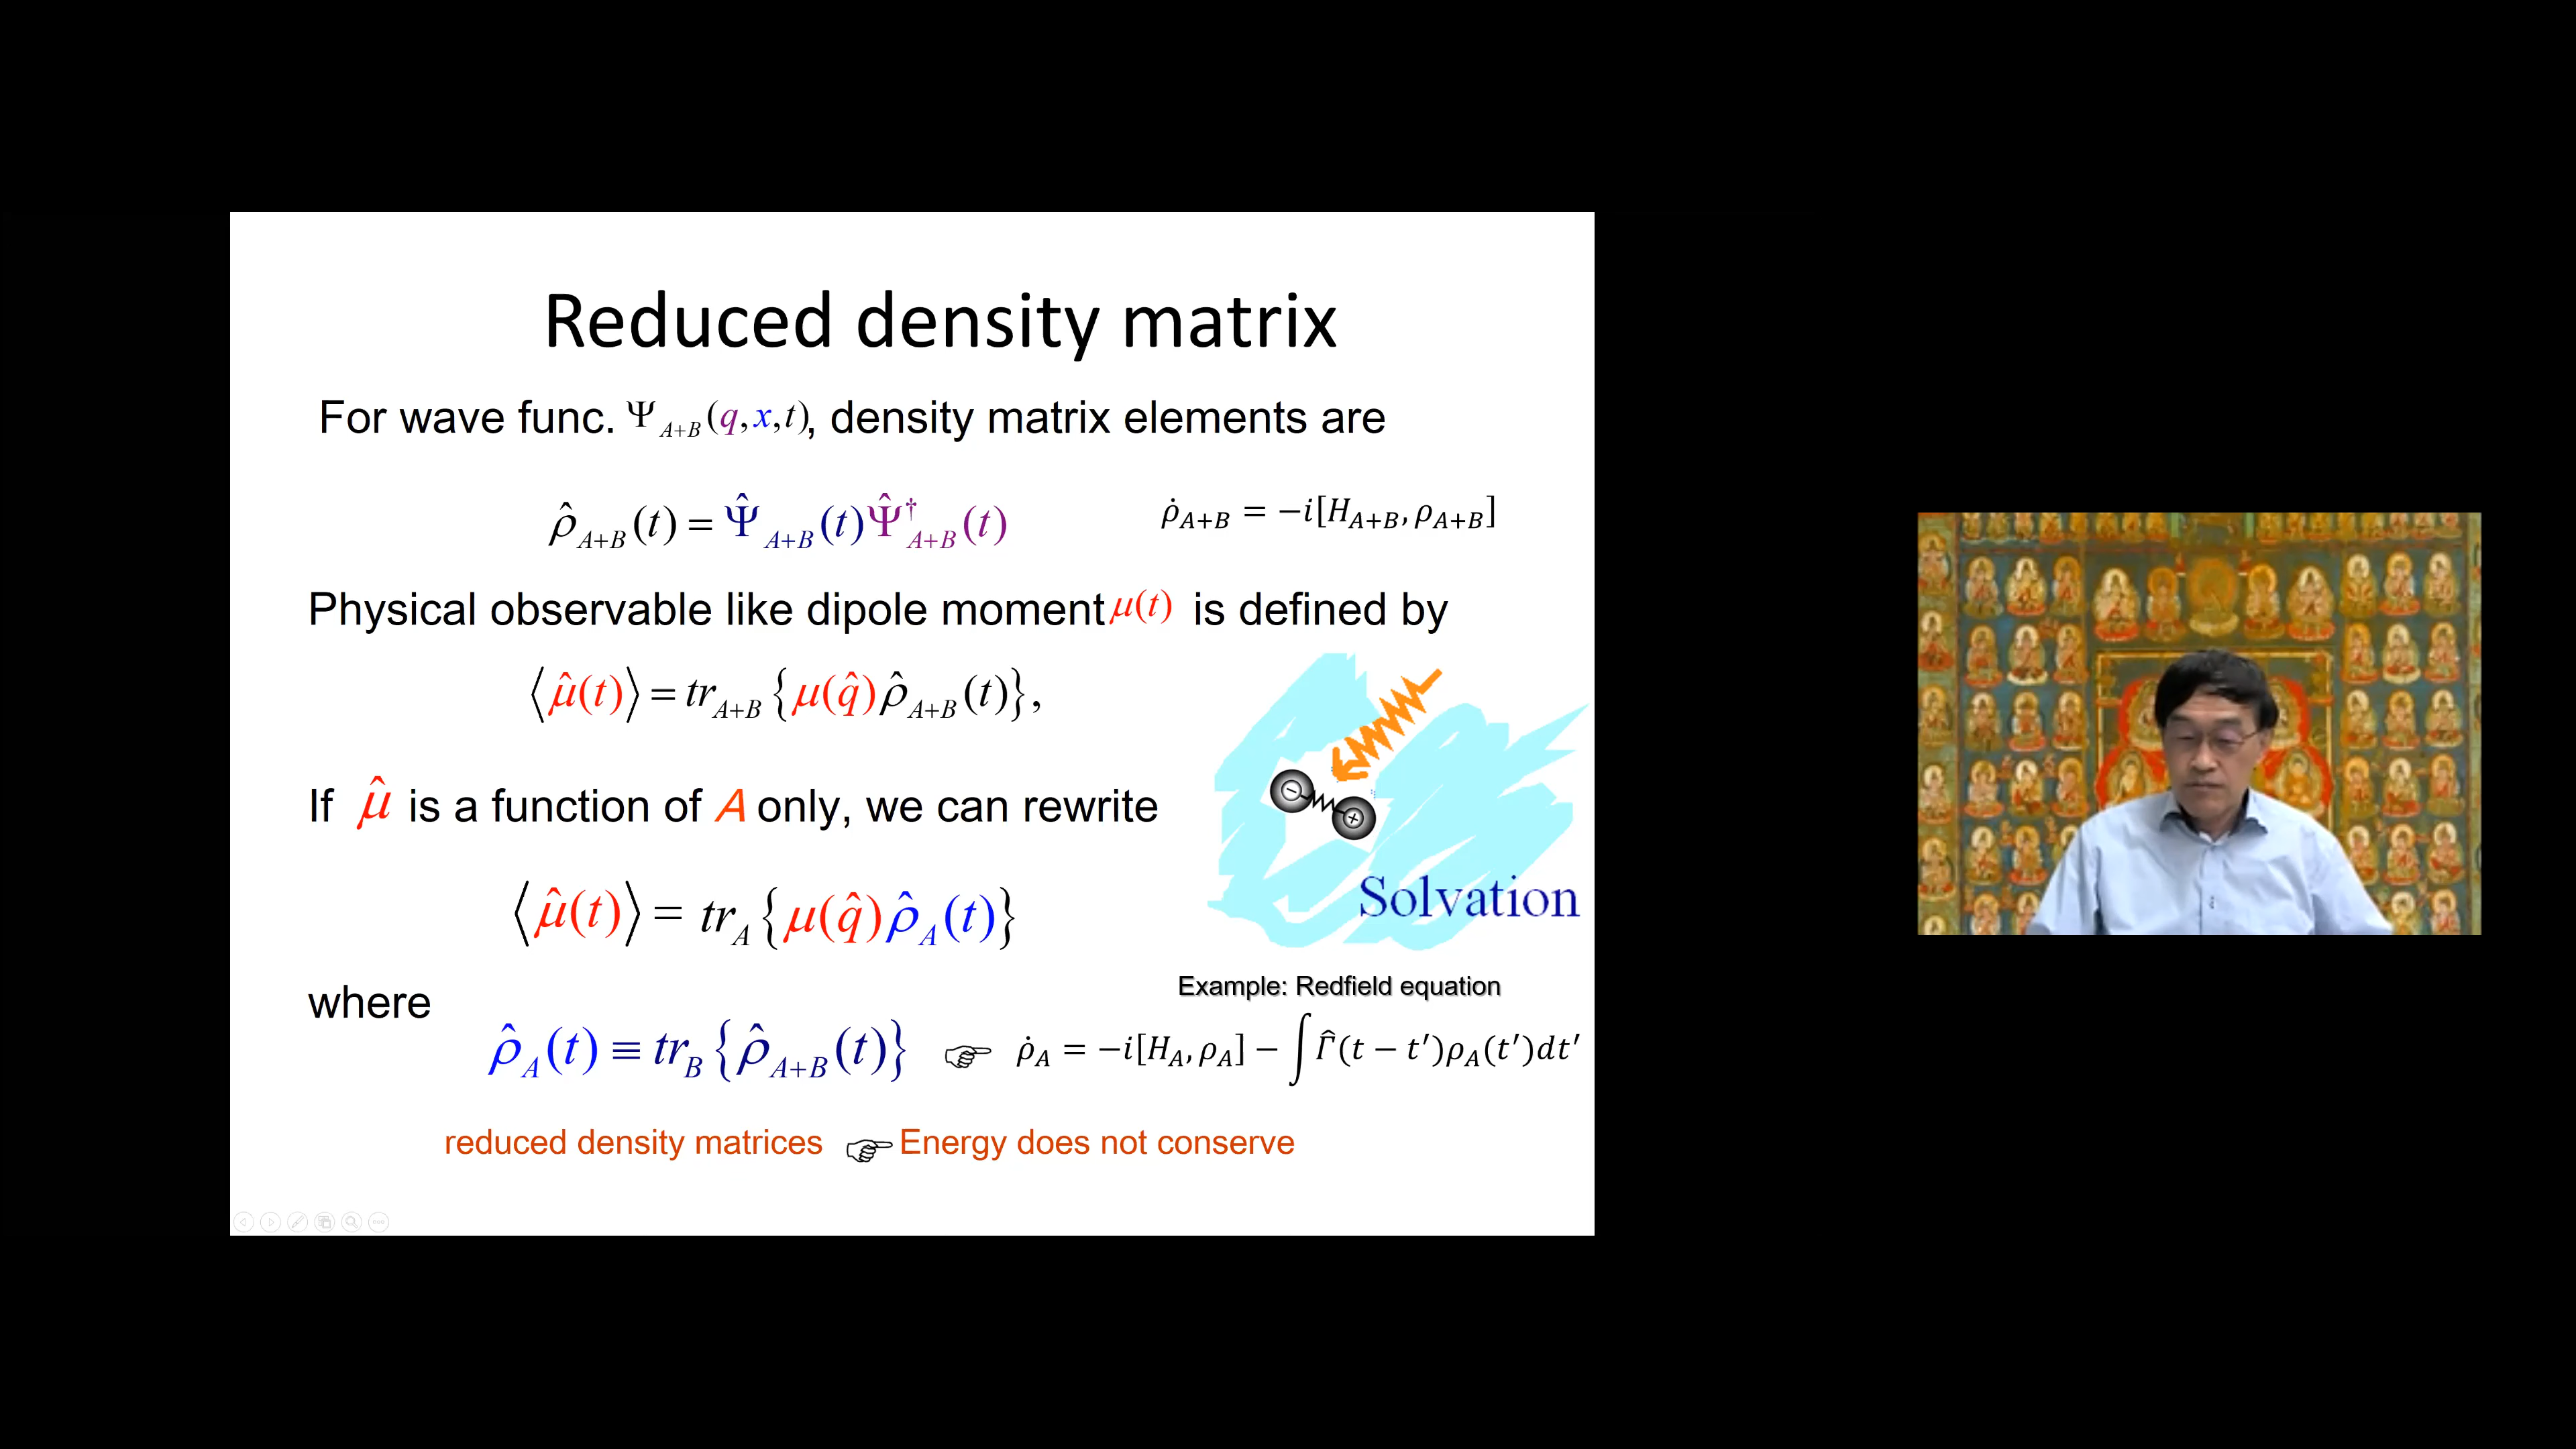 Reduced density matrix
For wave func. Ψ_{A+B}(q,x,t), density matrix elements are
ρ̂_{A+B}(t) = Ψ̂_{A+B}(t)Ψ̂†_{A+B}(t)
ρ̇_{A+B} = −i[H_{A+B}, ρ_{A+B}]
Physical observable like dipole moment μ(t) is defined by
⟨μ̂(t)⟩ = tr_{A+B}{μ(q̂)ρ̂_{A+B}(t)},
If μ̂ is a function of A only, we can rewrite
− +
⟨μ̂(t)⟩ = tr_A{μ(q̂)ρ̂_A(t)}
Solvation
Example: Redfield equation
where
ρ̂_A(t) ≡ tr_B{ρ̂_{A+B}(t)} ☞ ρ̇_A = −i[H_A, ρ_A] − ∫Γ̂(t − t′)ρ_A(t′)dt′
reduced density matrices ☞ Energy does not conserve